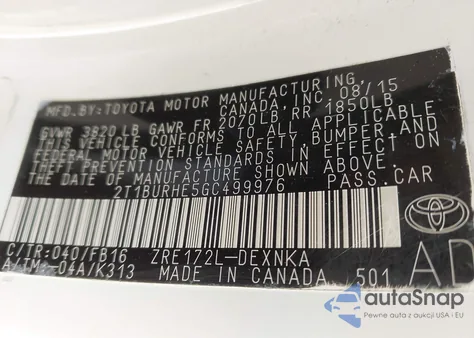 MFD.BY:TOYOTA MOTOR MANUFACTURING,
CANADA, INC. 08/15
GVWR 3820LB GAWR FR 2070LB RR 1850LB
THIS VEHICLE CONFORMS TO ALL APPLICABLE
FEDERAL MOTOR VEHICLE SAFETY, BUMPER, AND
THEFT PREVENTION STANDARDS IN EFFECT ON
THE DATE OF MANUFACTURE SHOWN ABOVE.
2T1BURHE5GC499976 PASS.CAR
C/TR:040/FB16 ZRE172L-DEXNKA
A/TM:-04A/K313 MADE IN CANADA 501
TOYOTA
AD
autoSnap
Pewne auta z aukcji USA i EU